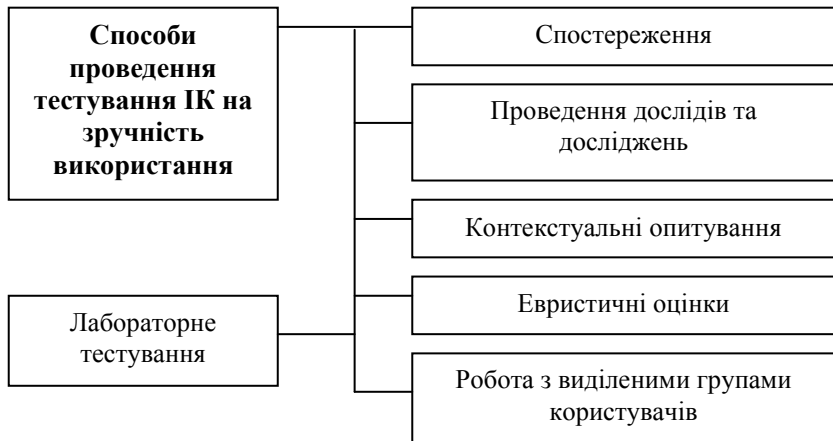 Способи
проведення
тестування ІК на
зручність
використання
Лабораторне
тестування
Спостереження
Проведення дослідів та
досліджень
Контекстуальні опитування
Евристичні оцінки
Робота з виділеними групами
користувачів